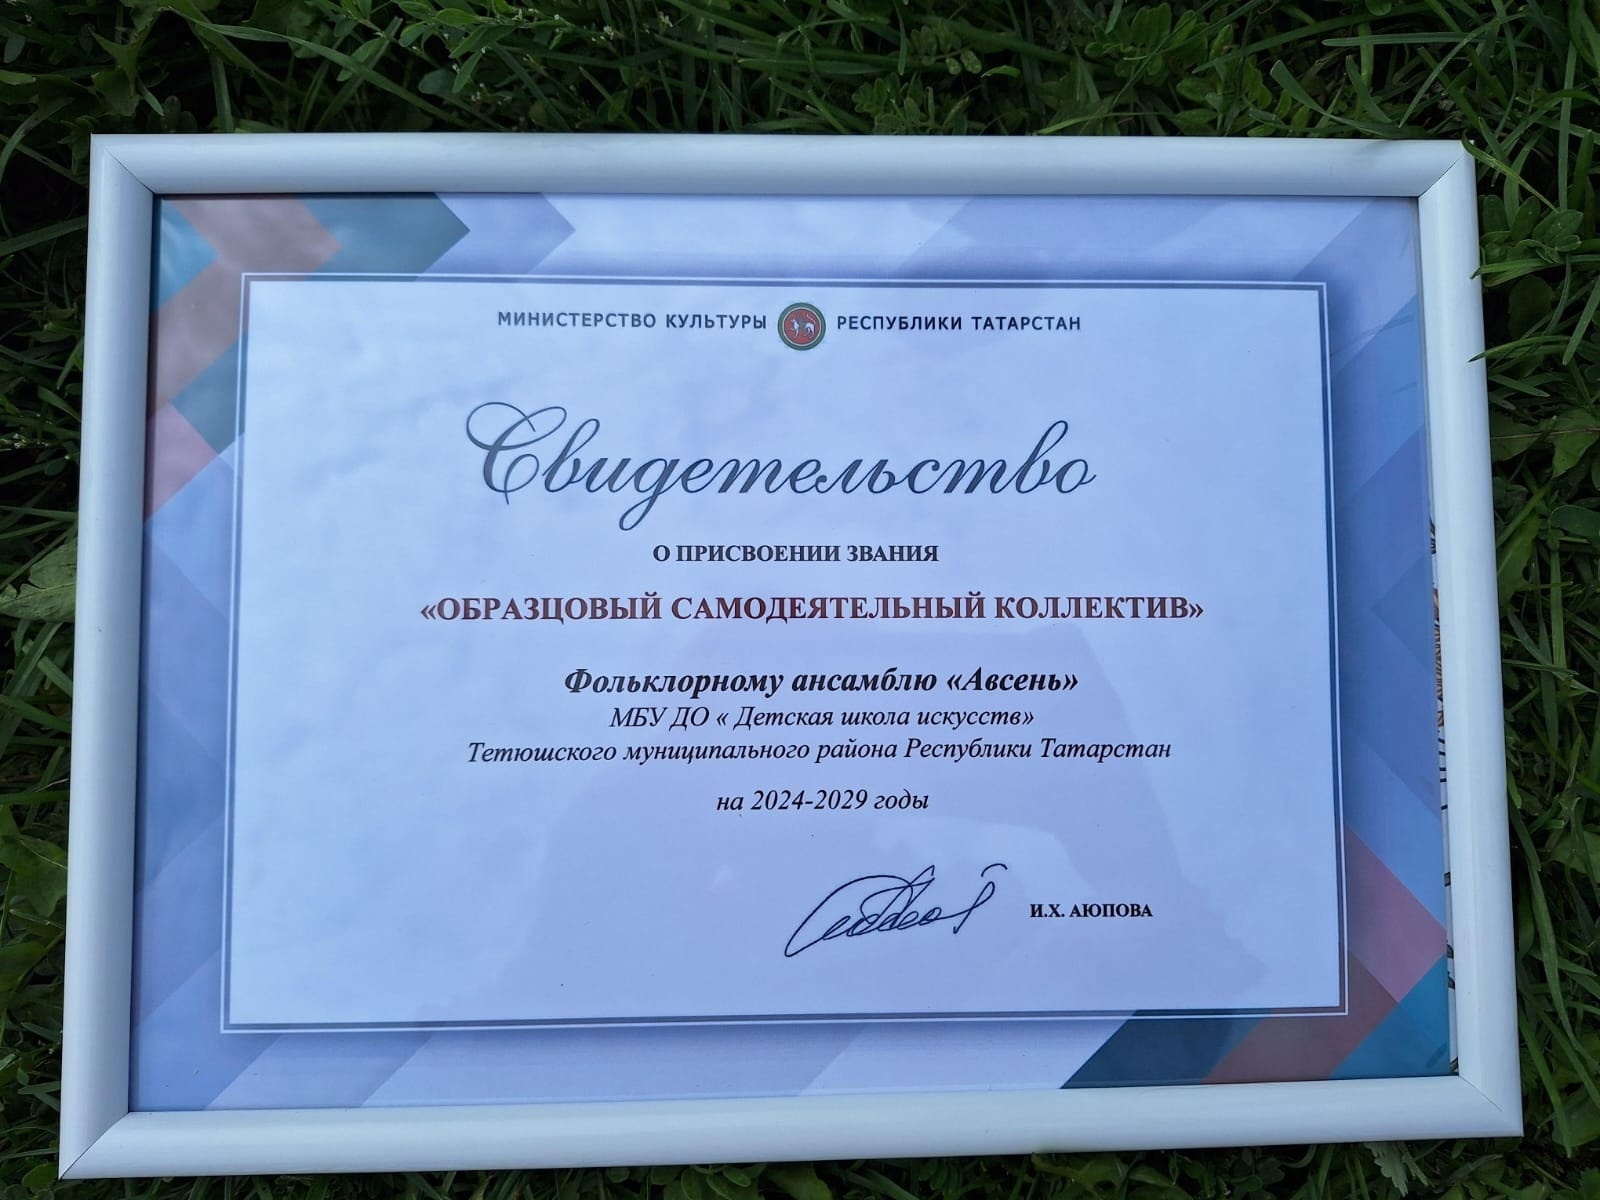 МИНИСТЕРСТВО КУЛЬТУРЫ РЕСПУБЛИКИ ТАТАРСТАН
Свидетельство
О ПРИСВОЕНИИ ЗВАНИЯ
«ОБРАЗЦОВЫЙ САМОДЕЯТЕЛЬНЫЙ КОЛЛЕКТИВ»
Фольклорному ансамблю «Авсень»
МБУ ДО « Детская школа искусств»
Тетюшского муниципального района Республики Татарстан
на 2024-2029 годы
И.Х. АЮПОВА